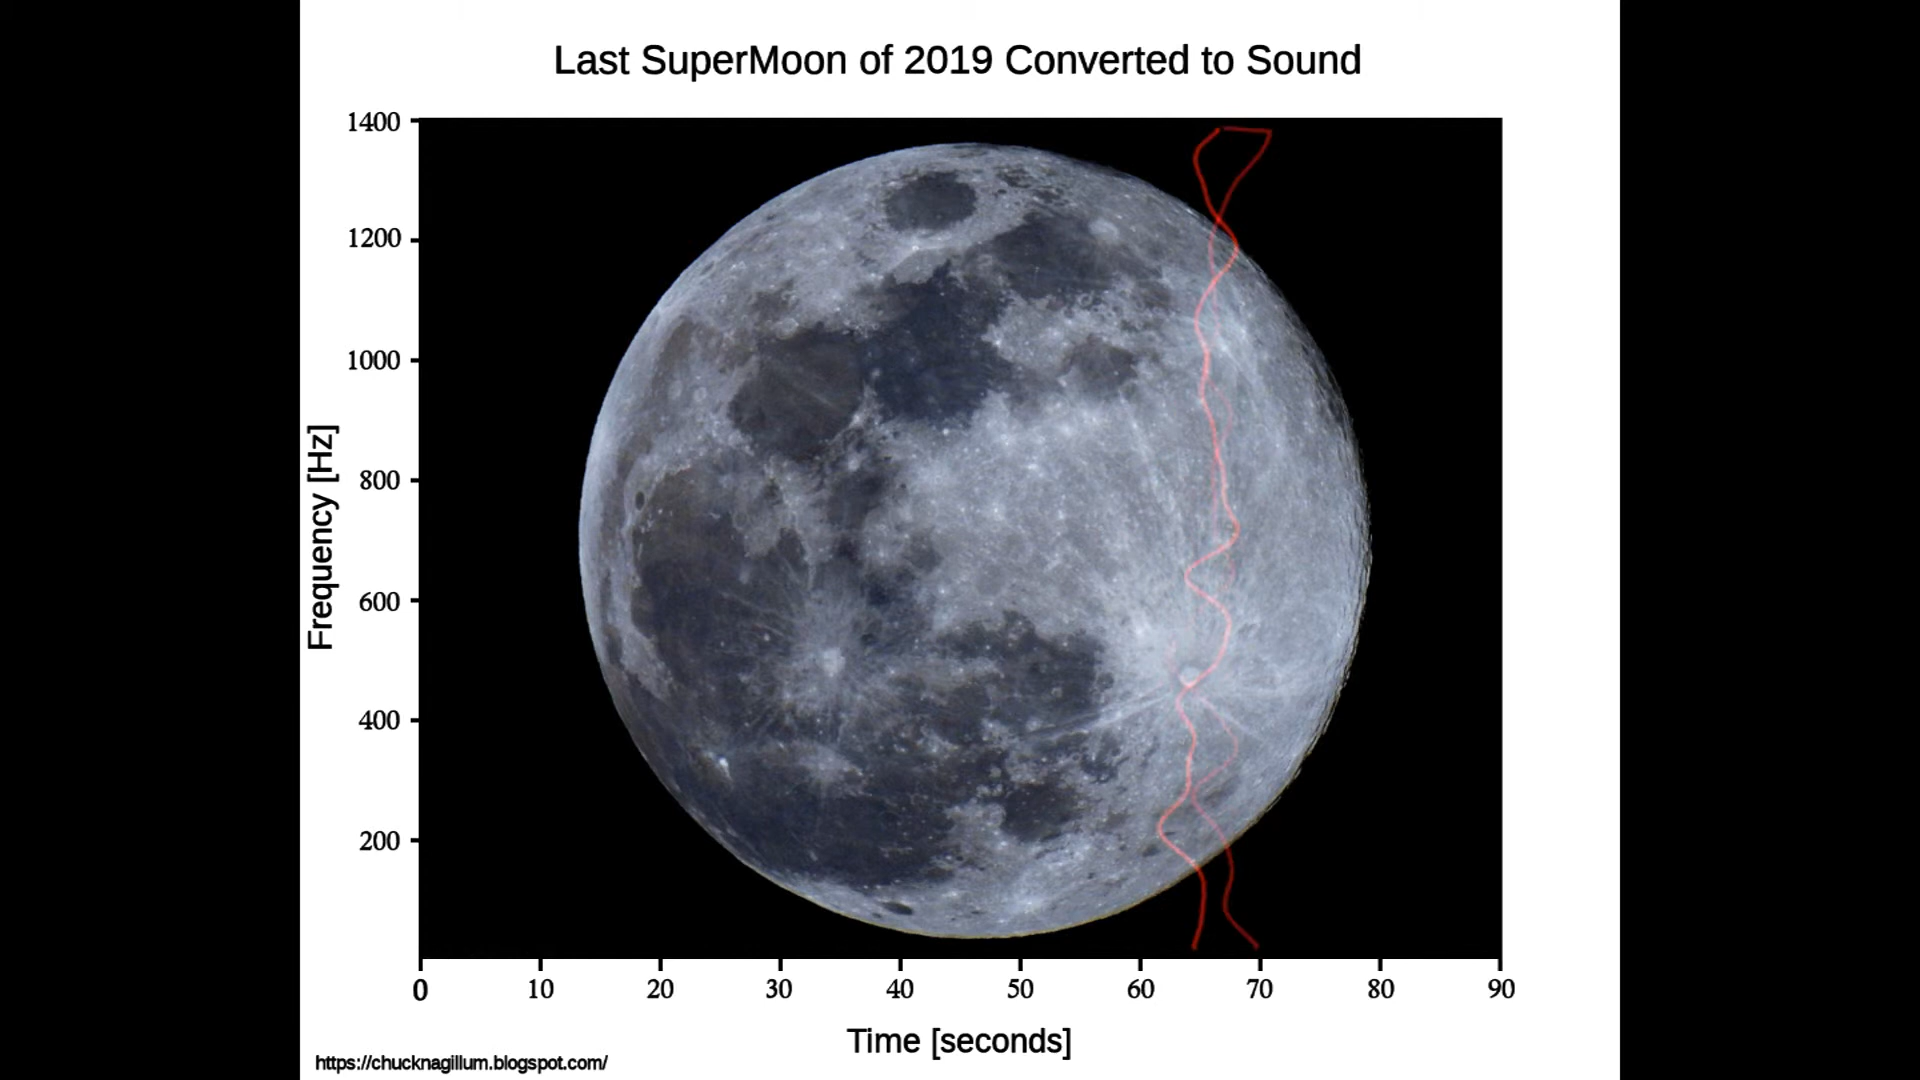 Last SuperMoon of 2019 Converted to Sound
1400
1200
1000
800
600
400
200
Frequency [Hz]
0 10 20 30 40 50 60 70 80 90
Time [seconds]
https://chucknagillum.blogspot.com/